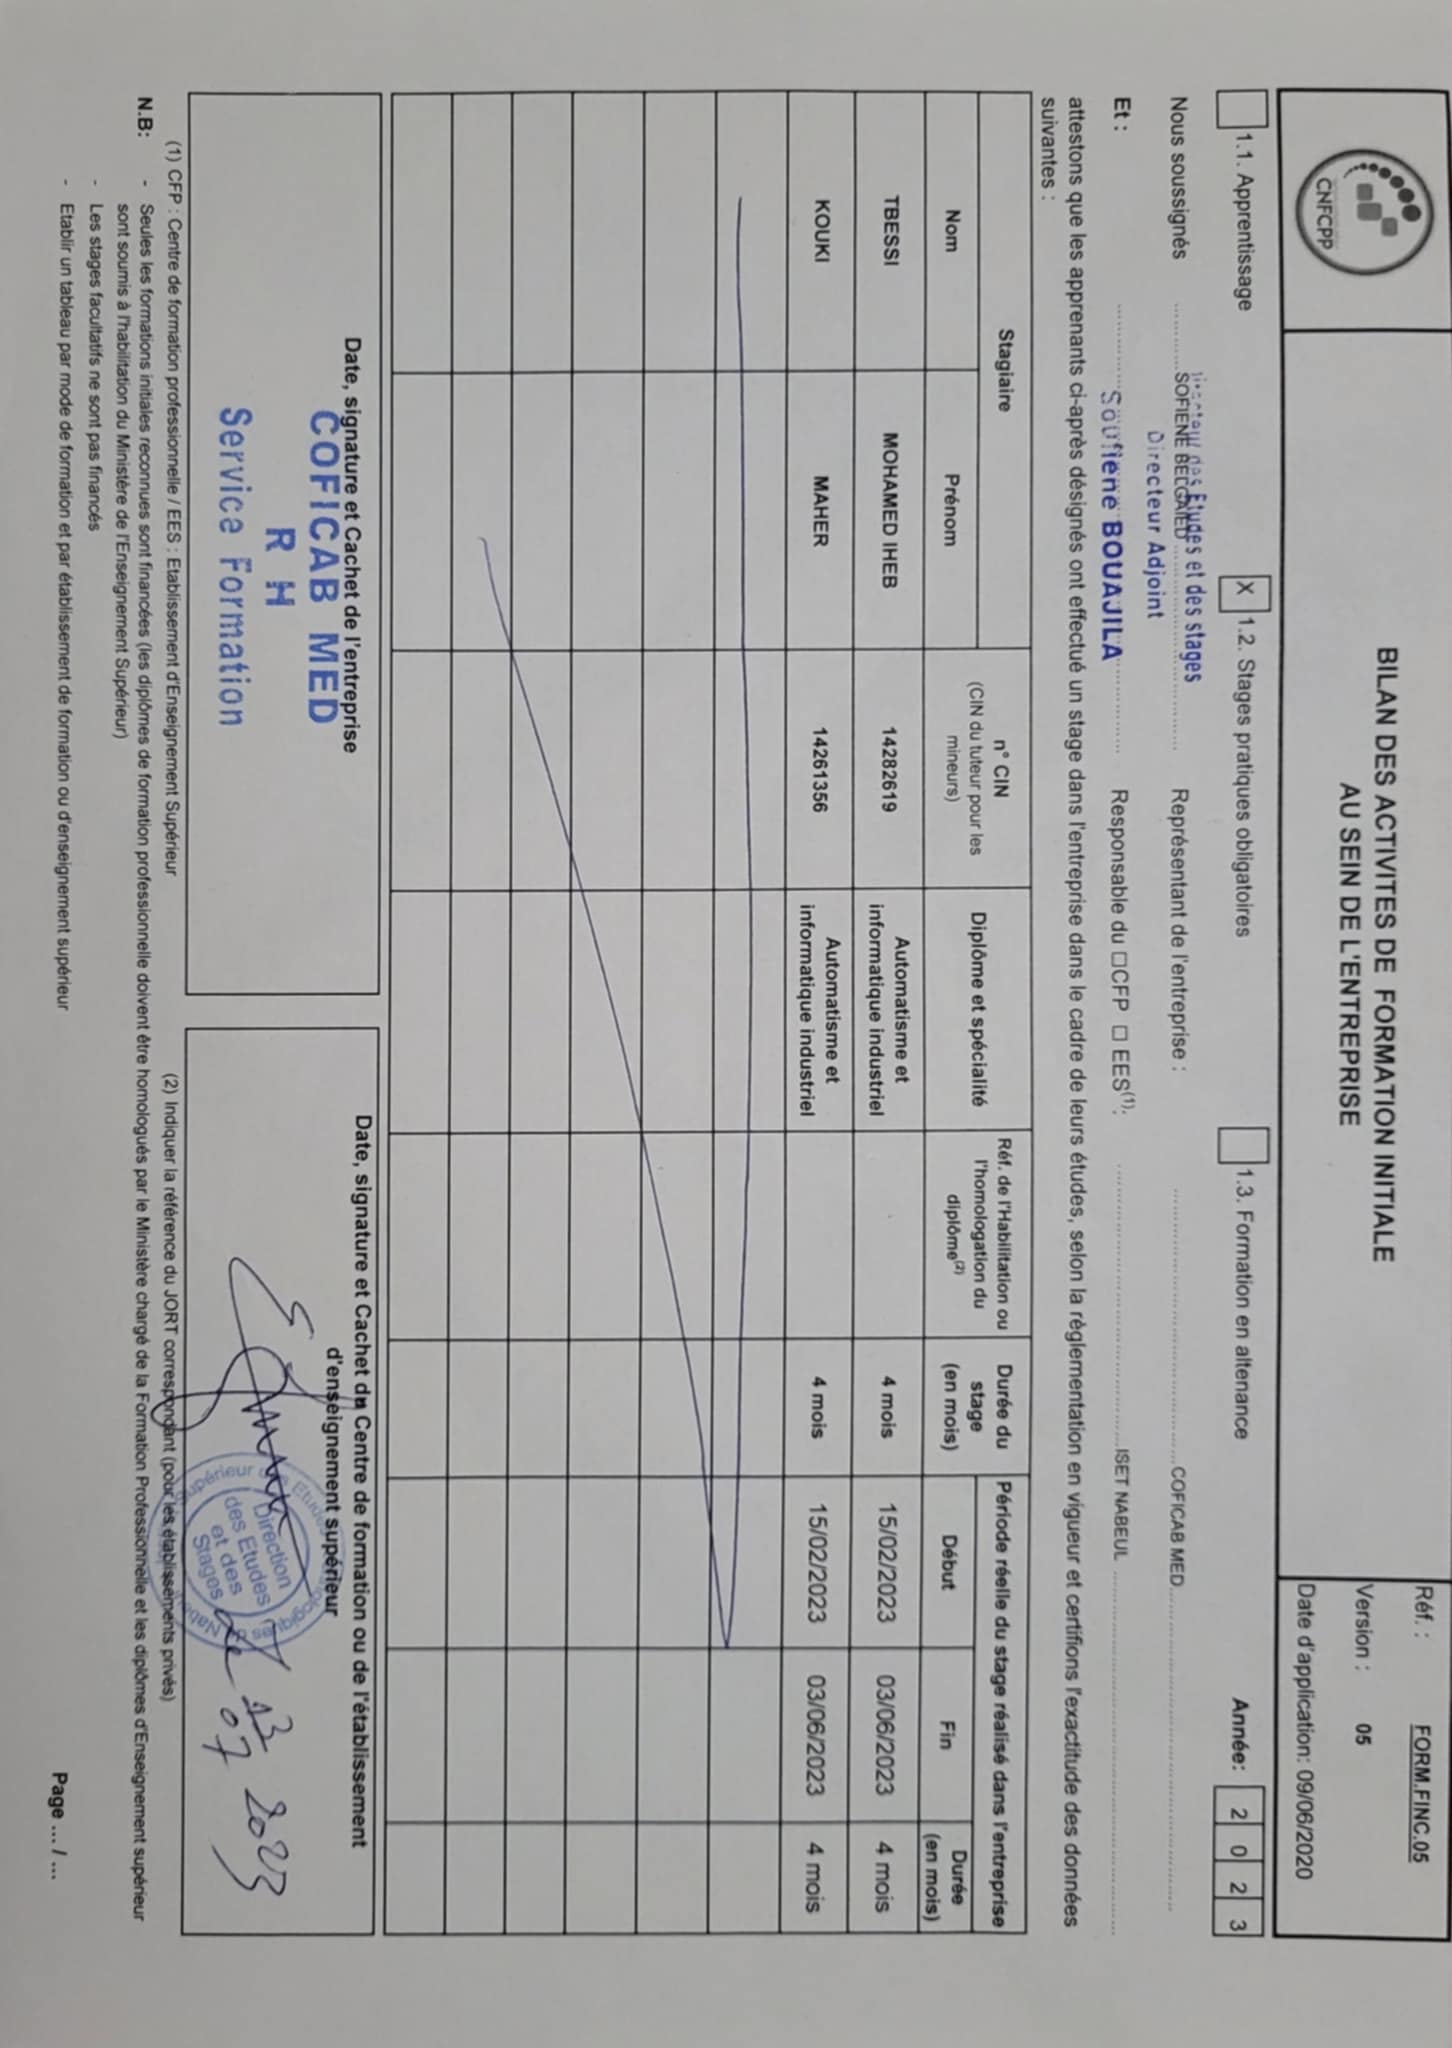 CNFCPP
BILAN DES ACTIVITES DE FORMATION INITIALE
AU SEIN DE L'ENTREPRISE
Réf. : FORM.FINC.05
Version : 05
Date d'application: 09/06/2020
1.1. Apprentissage X 1.2. Stages pratiques obligatoires 1.3. Formation en altenance Année: 2 0 2 3
Directeur des Etudes et des stages
Nous soussignés SOFIENE BELGAIED Représentant de l'entreprise : COFICAB MED
Directeur Adjoint
Et : Soufiene BOUAJILA Responsable du □CFP □ EES(1): ISET NABEUL
attestons que les apprenants ci-après désignés ont effectué un stage dans l'entreprise dans le cadre de leurs études, selon la réglementation en vigueur et certifions l'exactitude des données
suivantes :
Stagiaire n° CIN (CIN du tuteur pour les mineurs) Diplôme et spécialité Réf. de l'Habilitation ou l'homologation du diplôme(2) Durée du stage (en mois) Période réelle du stage réalisé dans l'entreprise
Nom Prénom Début Fin Durée (en mois)
TBESSI MOHAMED IHEB 14282619 Automatisme et informatique industriel 4 mois 15/02/2023 03/06/2023 4 mois
KOUKI MAHER 14261356 Automatisme et informatique industriel 4 mois 15/02/2023 03/06/2023 4 mois
Date, signature et Cachet de l'entreprise
COFICAB MED
R H
Service Formation
Date, signature et Cachet du Centre de formation ou de l'établissement
d'enseignement supérieur
Direction
des Etudes
et des
Stages
13 07 2023
(1) CFP : Centre de formation professionnelle / EES : Etablissement d'Enseignement Supérieur (2) Indiquer la référence du JORT correspondant (pour les établissements privés)
N.B: - Seules les formations initiales reconnues sont financées (les diplômes de formation professionnelle doivent être homologués par le Ministère chargé de la Formation Professionnelle et les diplômes d'Enseignement supérieur
sont soumis à l'habilitation du Ministère de l'Enseignement Supérieur)
- Les stages facultatifs ne sont pas financés
- Etablir un tableau par mode de formation et par établissement de formation ou d'enseignement supérieur
Page ... / ...